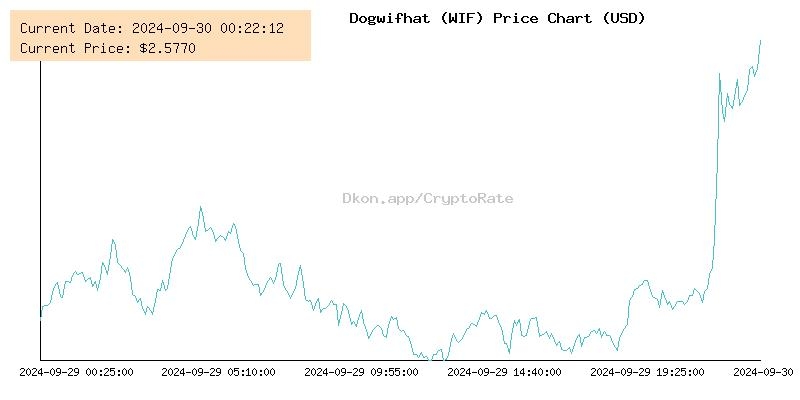 Dogwifhat (WIF) Price Chart (USD)
Current Date: 2024-09-30 00:22:12
Current Price: $2.5770
Dkon.app/CryptoRate
2024-09-29 00:25:00 2024-09-29 05:10:00 2024-09-29 09:55:00 2024-09-29 14:40:00 2024-09-29 19:25:00 2024-09-30